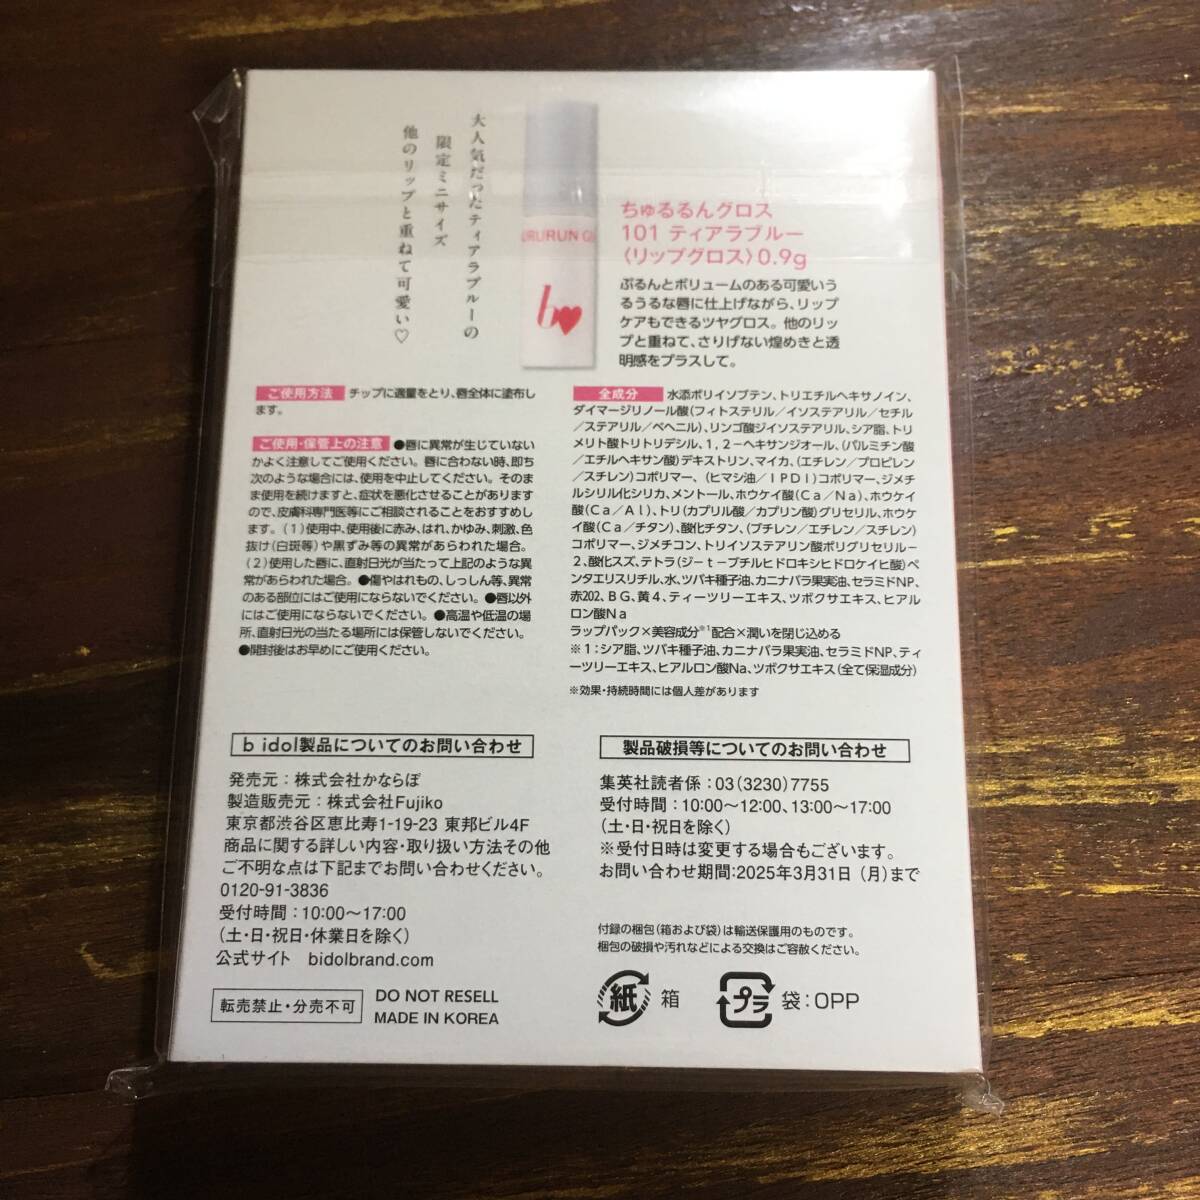 大人気だったティアラブルーの
限定ミニサイズ
他のリップと重ねて可愛い♡
URURUN G
b♥
ちゅるるんグロス
101 ティアラブルー
〈リップグロス〉0.9g
ぷるんとボリュームのある可愛いう
るうるな唇に仕上げながら、リップ
ケアもできるツヤグロス。他のリッ
プと重ねて、さりげない煌めきと透
明感をプラスして。
ご使用方法 チップに適量をとり、唇全体に塗布し
ます。
ご使用・保管上の注意 ●唇に異常が生じていない
かよく注意してご使用ください。唇に合わない時、即ち
次のような場合には、使用を中止してください。そのま
ま使用を続けますと、症状を悪化させることがあります
ので、皮膚科専門医等にご相談されることをおすすめし
ます。(1)使用中、使用後に赤み、はれ、かゆみ、刺激、色
抜け(白斑等)や黒ずみ等の異常があらわれた場合。
(2)使用した唇に、直射日光が当たって上記のような異
常があらわれた場合。●傷やはれもの、しっしん等、異常
のある部位にはご使用にならないでください。●唇以外
にはご使用にならないでください。●高温や低温の場
所、直射日光の当たる場所には保管しないでください。
●開封後はお早めにご使用ください。
全成分 水添ポリイソブテン、トリエチルヘキサノイン、
ダイマージリノール酸(フィトステリル/イソステアリル/セチル
/ステアリル/ベヘニル)、リンゴ酸ジイソステアリル、シア脂、トリ
メリト酸トリトリデシル、1,2-ヘキサンジオール、(パルミチン酸
/エチルヘキサン酸)デキストリン、マイカ、(エチレン/プロピレン
/スチレン)コポリマー、(ヒマシ油/IPDI)コポリマー、ジメチ
ルシリル化シリカ、メントール、ホウケイ酸(Ca/Na)、ホウケイ
酸(Ca/Al)、トリ(カプリル酸/カプリン酸)グリセリル、ホウケ
イ酸(Ca/チタン)、酸化チタン、(ブチレン/エチレン/スチレン)
コポリマー、ジメチコン、トリイソステアリン酸ポリグリセリル-
2、酸化スズ、テトラ(ジ-t-ブチルヒドロキシヒドロケイヒ酸)ペ
ンタエリスリチル、水、ツバキ種子油、カニナバラ果実油、セラミドNP、
赤202、BG、黄4、ティーツリーエキス、ツボクサエキス、ヒアル
ロン酸Na
ラップパック×美容成分※1配合×潤いを閉じ込める
※1:シア脂、ツバキ種子油、カニナバラ果実油、セラミドNP、ティ
ーツリーエキス、ヒアルロン酸Na、ツボクサエキス(全て保湿成分)
※効果・持続時間には個人差があります
b idol製品についてのお問い合わせ
発売元:株式会社かならぼ
製造販売元:株式会社Fujiko
東京都渋谷区恵比寿1-19-23 東邦ビル4F
商品に関する詳しい内容・取り扱い方法その他
ご不明な点は下記までお問い合わせください。
0120-91-3836
受付時間:10:00〜17:00
(土・日・祝日・休業日を除く)
公式サイト bidolbrand.com
転売禁止・分売不可
DO NOT RESELL
MADE IN KOREA
製品破損等についてのお問い合わせ
集英社読者係:03(3230)7755
受付時間:10:00〜12:00、13:00〜17:00
(土・日・祝日を除く)
※受付日時は変更する場合もございます。
お問い合わせ期間:2025年3月31日(月)まで
付録の梱包(箱および袋)は輸送保護用のものです。
梱包の破損や汚れなどによる交換はご容赦ください。
紙 箱
プラ 袋:OPP